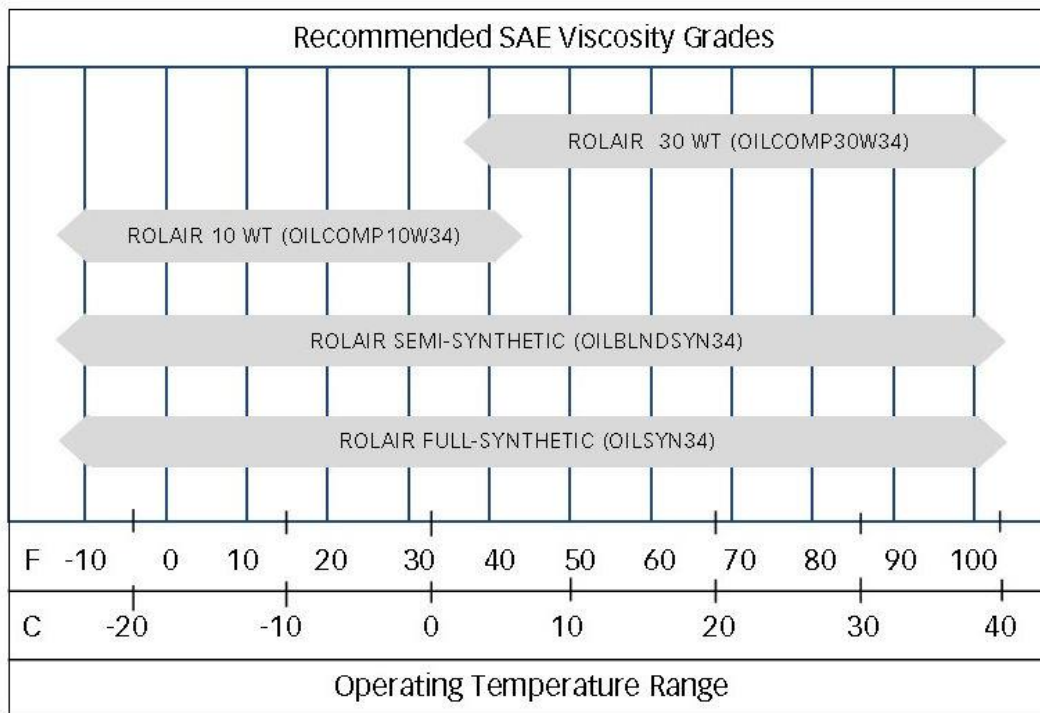 Recommended SAE Viscosity Grades
ROLAIR 30 WT (OILCOMP30W34)
ROLAIR 10 WT (OILCOMP10W34)
ROLAIR SEMI-SYNTHETIC (OILBLNDSYN34)
ROLAIR FULL-SYNTHETIC (OILSYN34)
F -10 0 10 20 30 40 50 60 70 80 90 100
C -20 -10 0 10 20 30 40
Operating Temperature Range